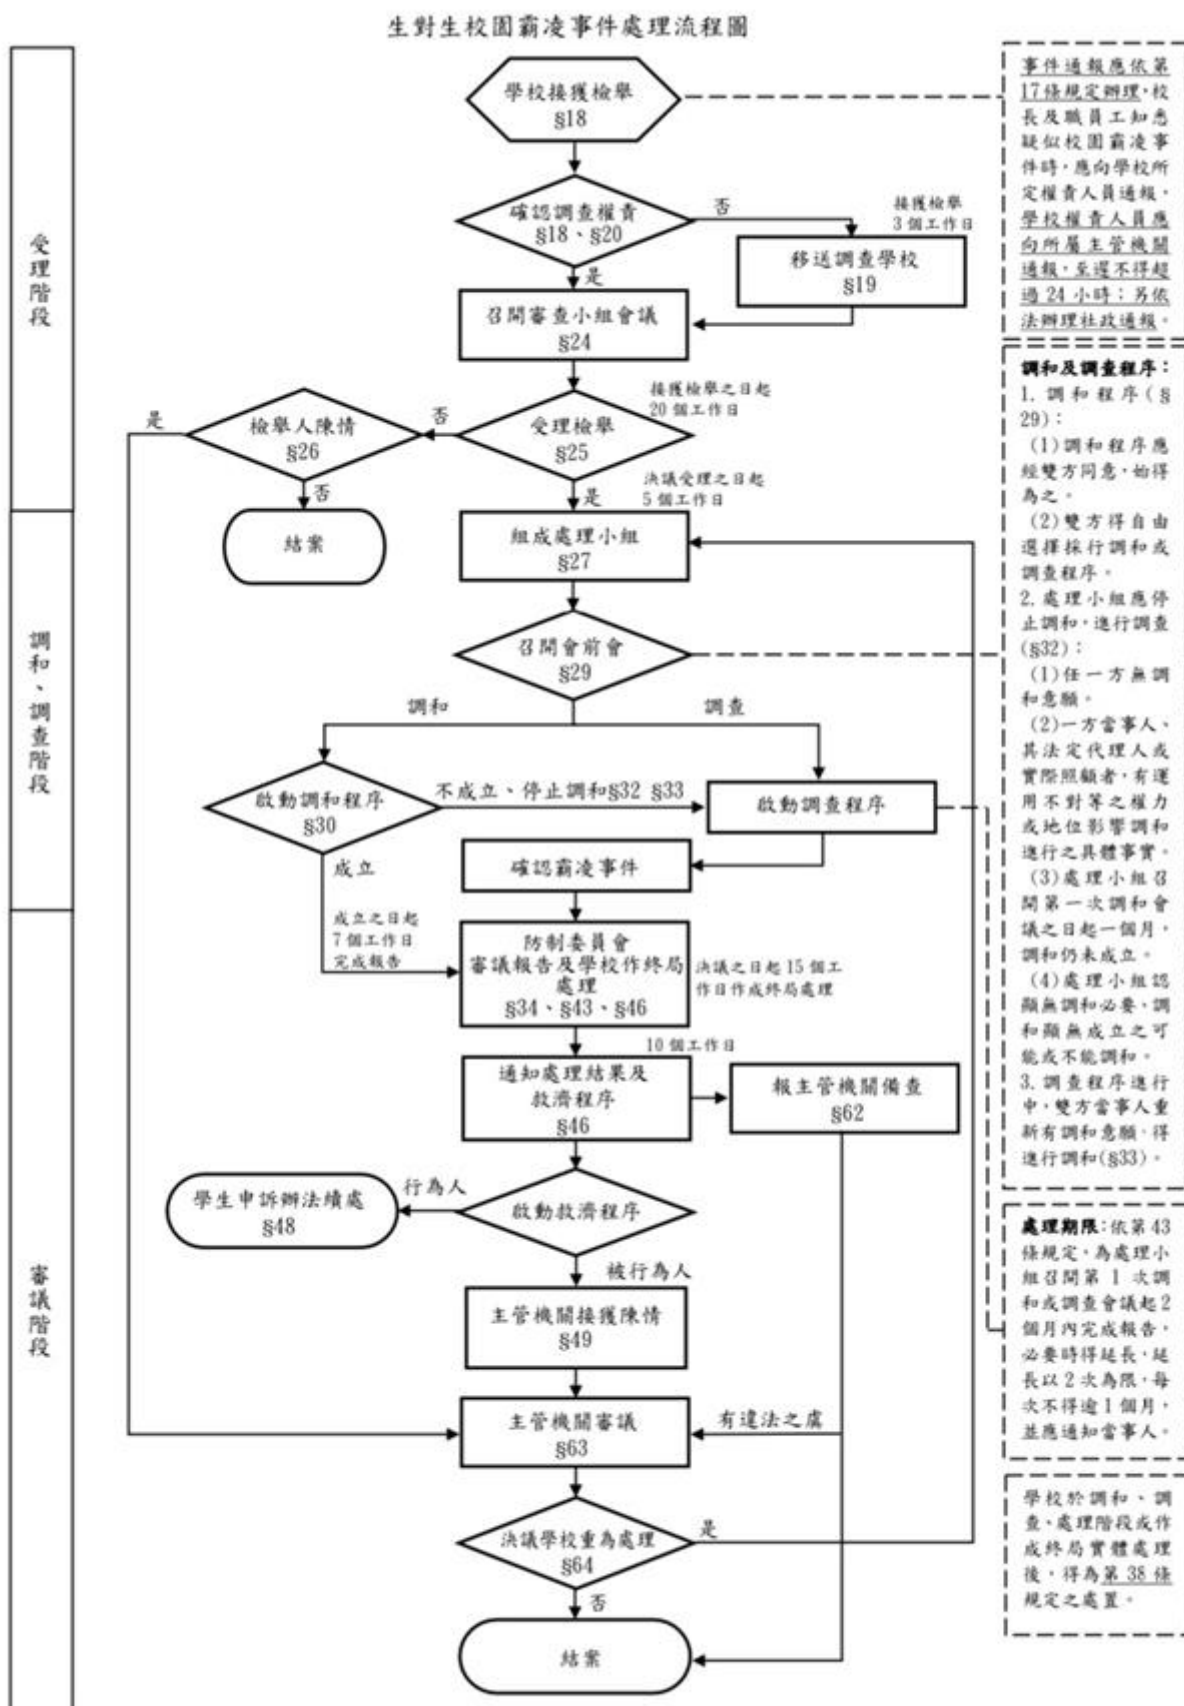 生對生校園霸凌事件處理流程圖
受理階段
學校接獲檢舉
§18
確認調查權責
§18、§20
否
接獲檢舉
3個工作日
移送調查學校
§19
是
召開審查小組會議
§24
接獲檢舉之日起
20個工作日
受理檢舉
§25
否
檢舉人陳情
§26
是
否
結案
決議受理之日起
5個工作日
是
調和、調查階段
組成處理小組
§27
召開會前會
§29
調和
調查
啟動調和程序
§30
不成立、停止調和§32 §33
啟動調查程序
成立
確認霸凌事件
審議階段
成立之日起
7個工作日
完成報告
防制委員會
審議報告及學校作終局
處理
§34、§43、§46
決議之日起15個工
作日作成終局處理
10個工作日
通知處理結果及
救濟程序
§46
報主管機關備查
§62
啟動救濟程序
行為人
學生申訴辦法續處
§48
被行為人
主管機關接獲陳情
§49
主管機關審議
§63
有違法之虞
決議學校重為處理
§64
是
否
結案
事件通報應依第
17條規定辦理，校
長及職員工知悉
疑似校園霸凌事
件時，應向學校所
定權責人員通報，
學校權責人員應
向所屬主管機關
通報，至遲不得超
過24小時；另依
法辦理社政通報。
調和及調查程序：
1.調和程序(§
29)：
(1)調和程序應
經雙方同意，始得
為之。
(2)雙方得自由
選擇採行調和或
調查程序。
2.處理小組應停
止調和，進行調查
(§32)：
(1)任一方無調
和意願。
(2)一方當事人、
其法定代理人或
實際照顧者，有運
用不對等之權力
或地位影響調和
進行之具體事實。
(3)處理小組召
開第一次調和會
議之日起一個月，
調和仍未成立。
(4)處理小組認
顯無調和必要、調
和顯無成立之可
能或不能調和。
3.調查程序進行
中，雙方當事人重
新有調和意願，得
進行調和(§33)。
處理期限：依第43
條規定，為處理小
組召開第1次調
和或調查會議起2
個月內完成報告，
必要時得延長，延
長以2次為限，每
次不得逾1個月，
並應通知當事人。
學校於調和、調
查、處理階段或作
成終局實體處理
後，得為第38條
規定之處置。